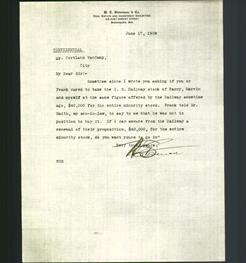 June 17, 1908
CONFIDENTIAL
Mr. Cortland VanCamp,
City
My Dear Sir:-
Sometime since I wrote you asking if you or
Frank cared to take the I. U. Railway stock of Parry, Marvin
and myself at the same figure offered by the Railway sometime
ago, $40,000 for the entire minority stock. Frank told Mr.
Smith, my son-in-law, to say to me that he was not in
position to buy it. If I can secure from the Railway a
renewal of their proposition, $40,000, for the entire
minority stock, do you want yours to go in?
Very